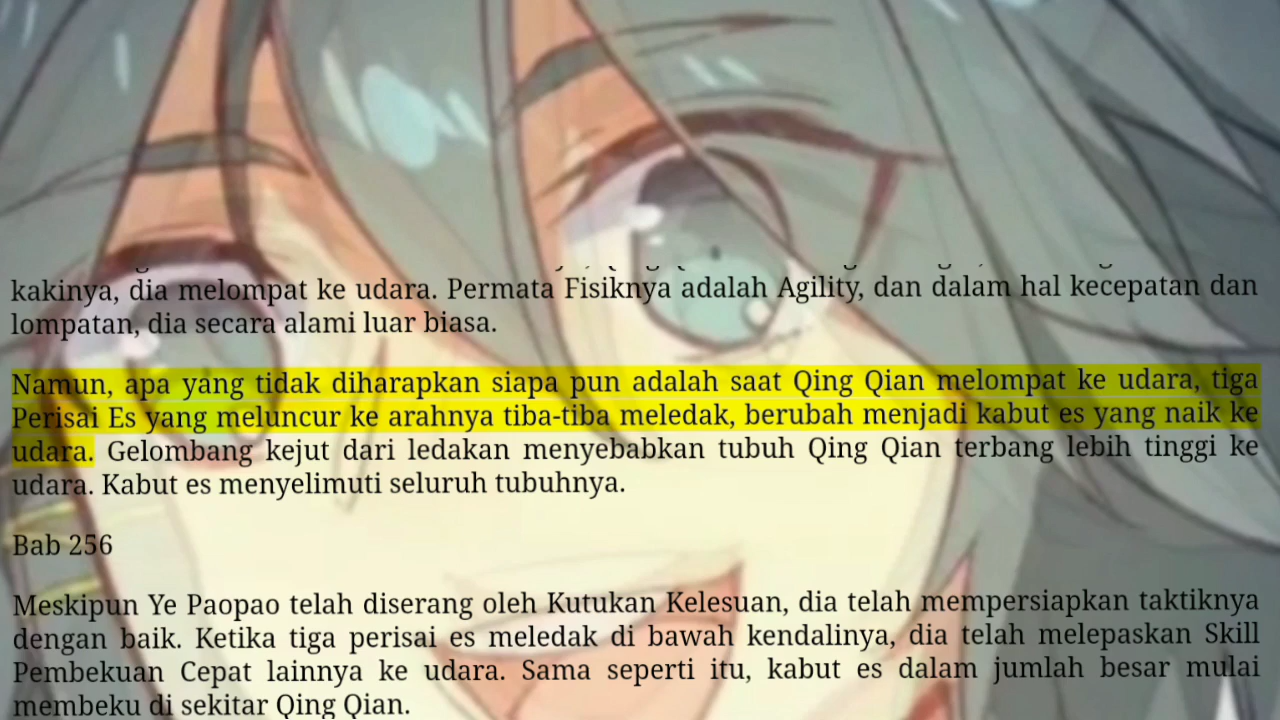 kakinya, dia melompat ke udara. Permata Fisiknya adalah Agility, dan dalam hal kecepatan dan
lompatan, dia secara alami luar biasa.
Namun, apa yang tidak diharapkan siapa pun adalah saat Qing Qian melompat ke udara, tiga
Perisai Es yang meluncur ke arahnya tiba-tiba meledak, berubah menjadi kabut es yang naik ke
udara. Gelombang kejut dari ledakan menyebabkan tubuh Qing Qian terbang lebih tinggi ke
udara. Kabut es menyelimuti seluruh tubuhnya.
Bab 256
Meskipun Ye Paopao telah diserang oleh Kutukan Kelesuan, dia telah mempersiapkan taktiknya
dengan baik. Ketika tiga perisai es meledak di bawah kendalinya, dia telah melepaskan Skill
Pembekuan Cepat lainnya ke udara. Sama seperti itu, kabut es dalam jumlah besar mulai
membeku di sekitar Qing Qian.